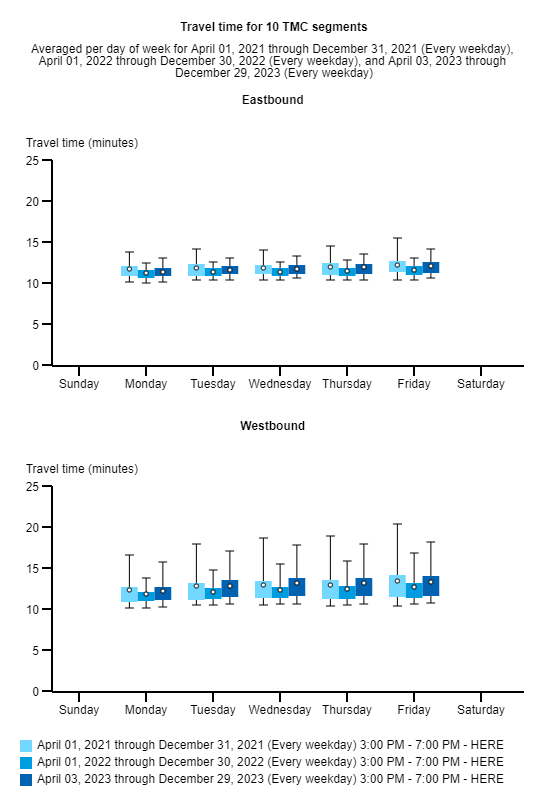 Travel time for 10 TMC segments
Averaged per day of week for April 01, 2021 through December 31, 2021 (Every weekday),
April 01, 2022 through December 30, 2022 (Every weekday), and April 03, 2023 through
December 29, 2023 (Every weekday)
Eastbound
Travel time (minutes)
25
20
15
10
5
0
Sunday Monday Tuesday Wednesday Thursday Friday Saturday
Westbound
Travel time (minutes)
25
20
15
10
5
0
Sunday Monday Tuesday Wednesday Thursday Friday Saturday
April 01, 2021 through December 31, 2021 (Every weekday) 3:00 PM - 7:00 PM - HERE
April 01, 2022 through December 30, 2022 (Every weekday) 3:00 PM - 7:00 PM - HERE
April 03, 2023 through December 29, 2023 (Every weekday) 3:00 PM - 7:00 PM - HERE